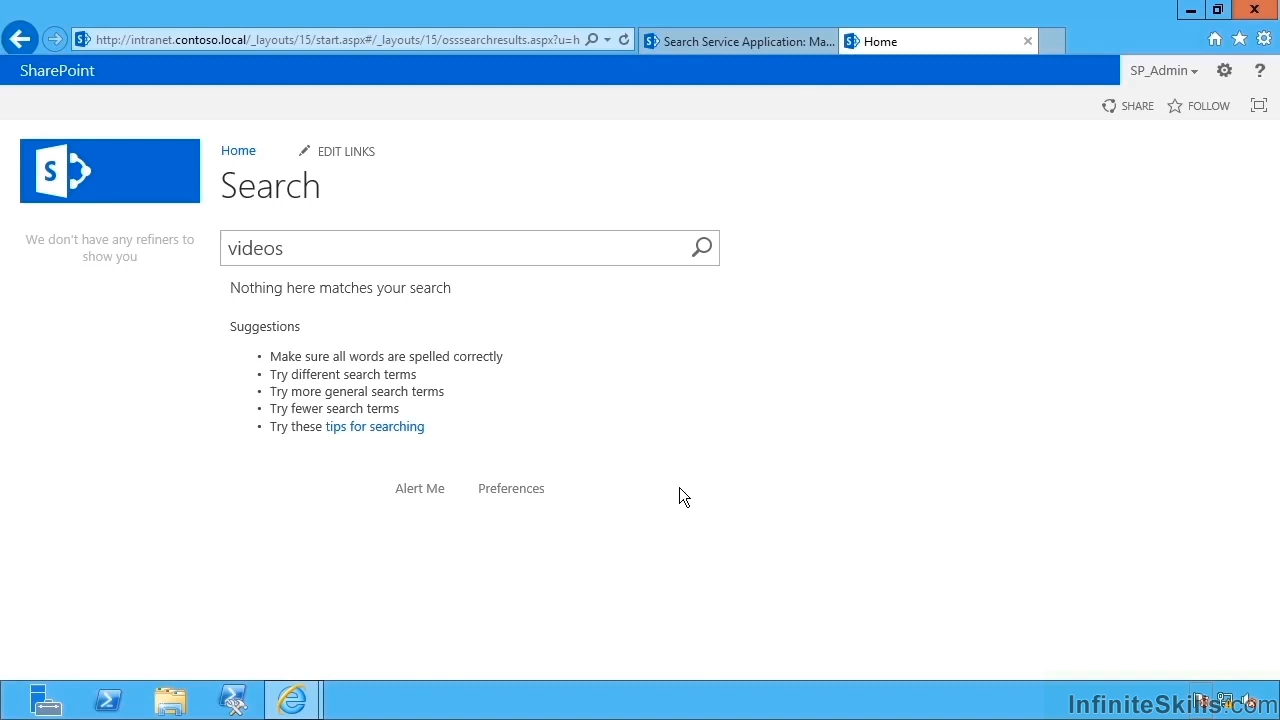 http://intranet.contoso.local/_layouts/15/start.aspx#/_layouts/15/osssearchresults.aspx?u=h
Search Service Application: Ma...
Home
SharePoint
SP_Admin
?
SHARE
FOLLOW
S
Home
EDIT LINKS
Search
We don't have any refiners to
show you
videos
Nothing here matches your search
Suggestions
• Make sure all words are spelled correctly
• Try different search terms
• Try more general search terms
• Try fewer search terms
• Try these tips for searching
Alert Me
Preferences
InfiniteSkills.com